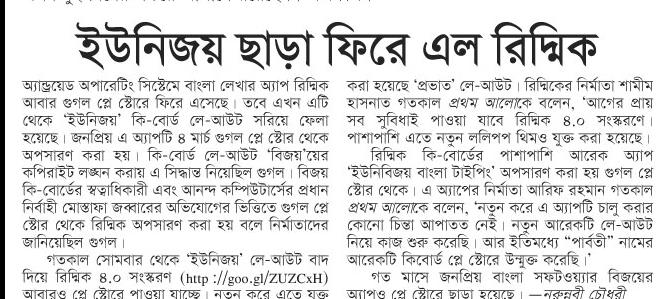 ইউনিজয় ছাড়া ফিরে এল রিদ্মিক
অ্যান্ড্রয়েড অপারেটিং সিস্টেমে বাংলা লেখার অ্যাপ রিদ্মিক
আবার গুগল প্লে স্টোরে ফিরে এসেছে। তবে এখন এটি
থেকে ‘ইউনিজয়’ কি-বোর্ড লে-আউট সরিয়ে ফেলা
হয়েছে। জনপ্রিয় এ অ্যাপটি ৪ মার্চ গুগল প্লে স্টোর থেকে
অপসারণ করা হয়। কি-বোর্ড লে-আউট ‘বিজয়’য়ের
কপিরাইট লঙ্ঘন করায় এ সিদ্ধান্ত নিয়েছিল গুগল। বিজয়
কি-বোর্ডের স্বত্বাধিকারী এবং আনন্দ কম্পিউটার্সের প্রধান
নির্বাহী মোস্তাফা জব্বারের অভিযোগের ভিত্তিতে গুগল প্লে
স্টোর থেকে রিদ্মিক অপসারণ করা হয় বলে নির্মাতাদের
জানিয়েছিল গুগল।
গতকাল সোমবার থেকে ‘ইউনিজয়’ লে-আউট বাদ
দিয়ে রিদ্মিক ৪.০ সংস্করণ (http://goo.gl/ZUZCxH)
আবারও প্লে স্টোরে পাওয়া যাচ্ছে। নতুন করে এতে যুক্ত
করা হয়েছে ‘প্রভাত’ লে-আউট। রিদ্মিকের নির্মাতা শামীম
হাসনাত গতকাল প্রথম আলোকে বলেন, ‘আগের প্রায়
সব সুবিধাই পাওয়া যাবে রিদ্মিক ৪.০ সংস্করণে।
পাশাপাশি এতে নতুন ললিপপ থিমও যুক্ত করা হয়েছে।
রিদ্মিক কি-বোর্ডের পাশাপাশি আরেক অ্যাপ
‘ইউনিবিজয় বাংলা টাইপিং’ অপসারণ করা হয় গুগল প্লে
স্টোর থেকে। এ অ্যাপের নির্মাতা আরিফ রহমান গতকাল
প্রথম আলোকে বলেন, ‘নতুন করে এ অ্যাপটি চালু করার
কোনো চিন্তা আপাতত নেই। নতুন আরেকটি লে-আউট
নিয়ে কাজ শুরু করেছি। আর ইতিমধ্যে “পার্বতী” নামের
আরেকটি কিবোর্ড প্লে স্টোরে উন্মুক্ত করেছি।’
গত মাসে জনপ্রিয় বাংলা সফটওয়্যার বিজয়ের
অ্যাপও প্লে স্টোরে ছাড়া হয়েছে। —নুরুন্নবী চৌধুরী